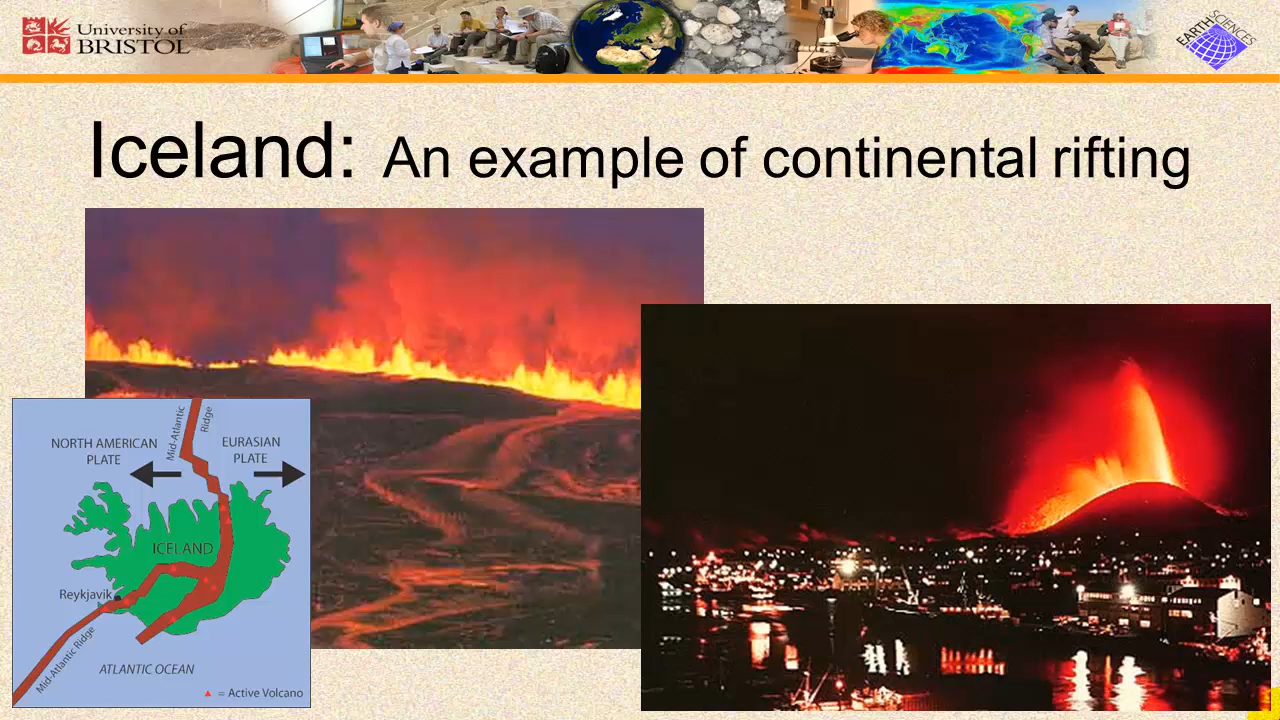 University of
BRISTOL
EARTH SCIENCES
Iceland: An example of continental rifting
Mid-Atlantic
Ridge
NORTH AMERICAN
PLATE
EURASIAN
PLATE
ICELAND
Reykjavik
Mid-Atlantic Ridge
ATLANTIC OCEAN
= Active Volcano